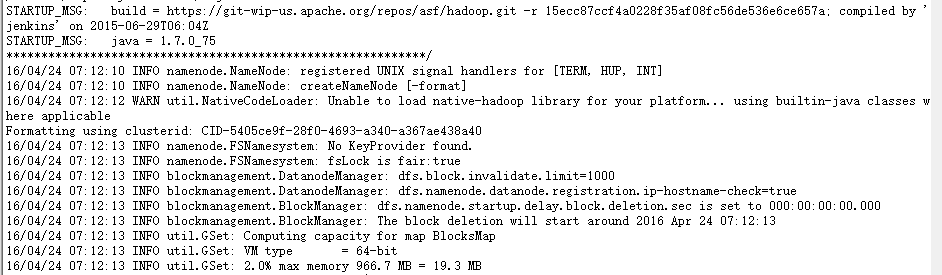 STARTUP_MSG:   build = https://git-wip-us.apache.org/repos/asf/hadoop.git -r 15ecc87ccf4a0228f35af08fc56de536e6ce657a; compiled by '
jenkins' on 2015-06-29T06:04Z
STARTUP_MSG:   java = 1.7.0_75
************************************************************/
16/04/24 07:12:10 INFO namenode.NameNode: registered UNIX signal handlers for [TERM, HUP, INT]
16/04/24 07:12:10 INFO namenode.NameNode: createNameNode [-format]
16/04/24 07:12:12 WARN util.NativeCodeLoader: Unable to load native-hadoop library for your platform... using builtin-java classes w
here applicable
Formatting using clusterid: CID-5405ce9f-28f0-4693-a340-a367ae438a40
16/04/24 07:12:13 INFO namenode.FSNamesystem: No KeyProvider found.
16/04/24 07:12:13 INFO namenode.FSNamesystem: fsLock is fair:true
16/04/24 07:12:13 INFO blockmanagement.DatanodeManager: dfs.block.invalidate.limit=1000
16/04/24 07:12:13 INFO blockmanagement.DatanodeManager: dfs.namenode.datanode.registration.ip-hostname-check=true
16/04/24 07:12:13 INFO blockmanagement.BlockManager: dfs.namenode.startup.delay.block.deletion.sec is set to 000:00:00:00.000
16/04/24 07:12:13 INFO blockmanagement.BlockManager: The block deletion will start around 2016 Apr 24 07:12:13
16/04/24 07:12:13 INFO util.GSet: Computing capacity for map BlocksMap
16/04/24 07:12:13 INFO util.GSet: VM type       = 64-bit
16/04/24 07:12:13 INFO util.GSet: 2.0% max memory 966.7 MB = 19.3 MB